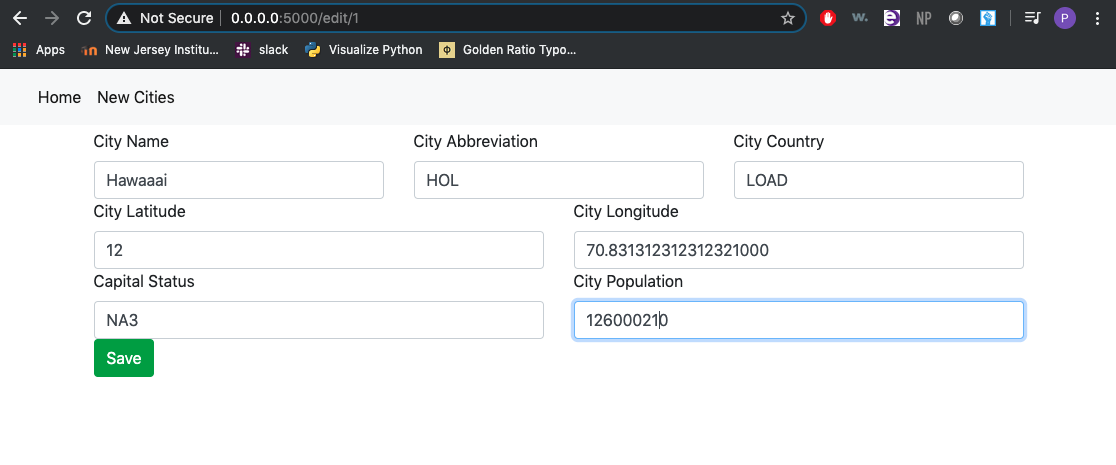 Not Secure | 0.0.0.0:5000/edit/1
w. NP P
Apps New Jersey Institu... slack Visualize Python Golden Ratio Typo...
Home New Cities
City Name City Abbreviation City Country
Hawaaai HOL LOAD
City Latitude City Longitude
12 70.831312312312321000
Capital Status City Population
NA3 126000210
Save